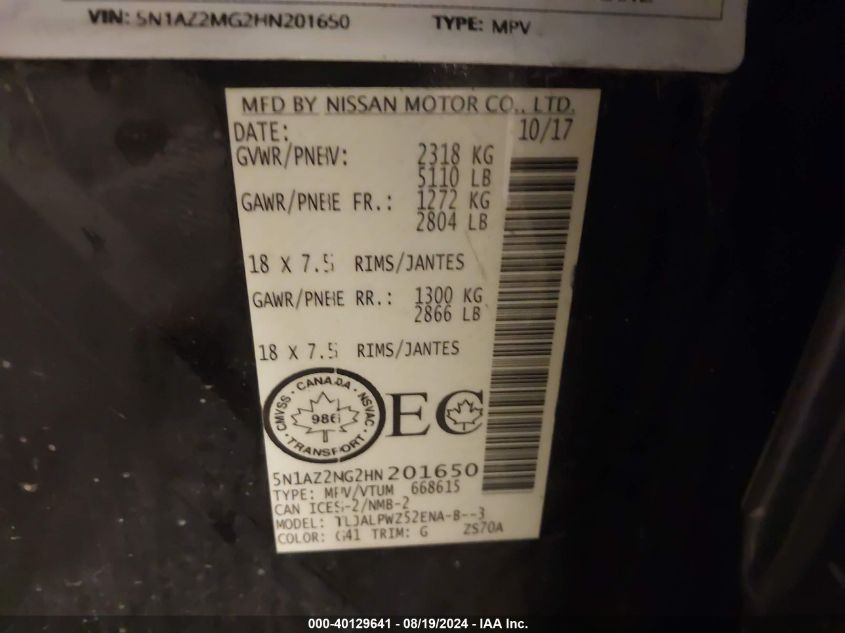 VIN: 5N1AZ2MG2HN201650 TYPE: MPV
MFD BY NISSAN MOTOR CO., LTD.
DATE: 10/17
GVWR/PNBV: 2318 KG
5110 LB
GAWR/PNBE FR.: 1272 KG
2804 LB
18 X 7.5 RIMS/JANTES
GAWR/PNBE RR.: 1300 KG
2866 LB
18 X 7.5 RIMS/JANTES
CMVSS · CANADA · NSVAC · TRANSPORT ·
986
EC
5N1AZ2MG2HN201650
TYPE: MPV/VTUM 668615
CAN ICES-2/NMB-2
MODEL: TLJALPWZS2ENA-B--3
COLOR: G41 TRIM: G ZS70A
000-40129641 - 08/19/2024 - IAA Inc.